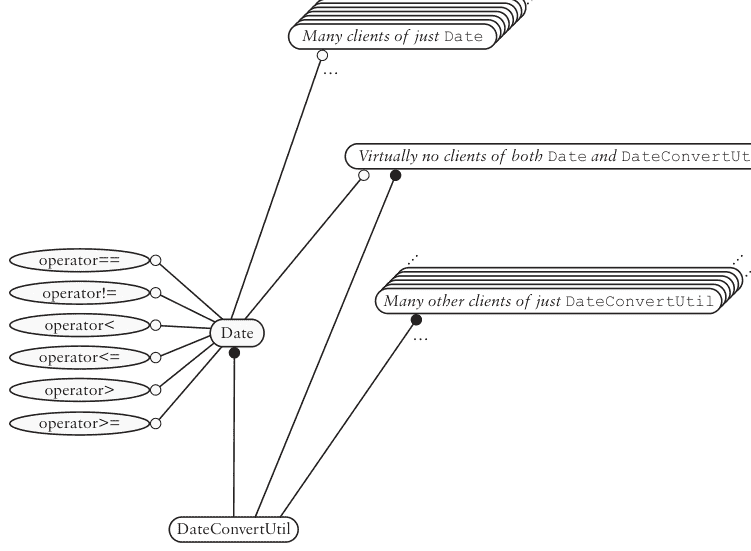 Many clients of just Date
...
Virtually no clients of both Date and DateConvertUt
operator==
operator!=
operator<
operator<=
operator>
operator>=
Date
Many other clients of just DateConvertUtil
...
DateConvertUtil